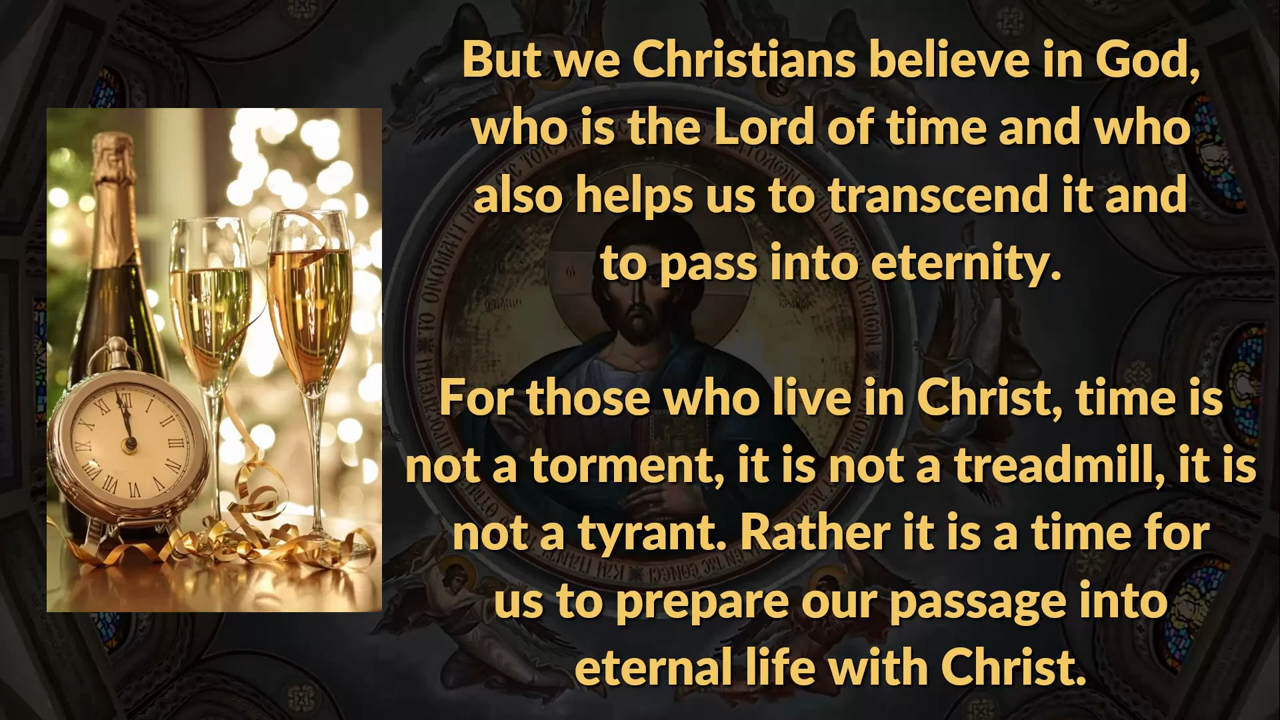 But we Christians believe in God,
who is the Lord of time and who
also helps us to transcend it and
to pass into eternity.
For those who live in Christ, time is
not a torment, it is not a treadmill, it is
not a tyrant. Rather it is a time for
us to prepare our passage into
eternal life with Christ.